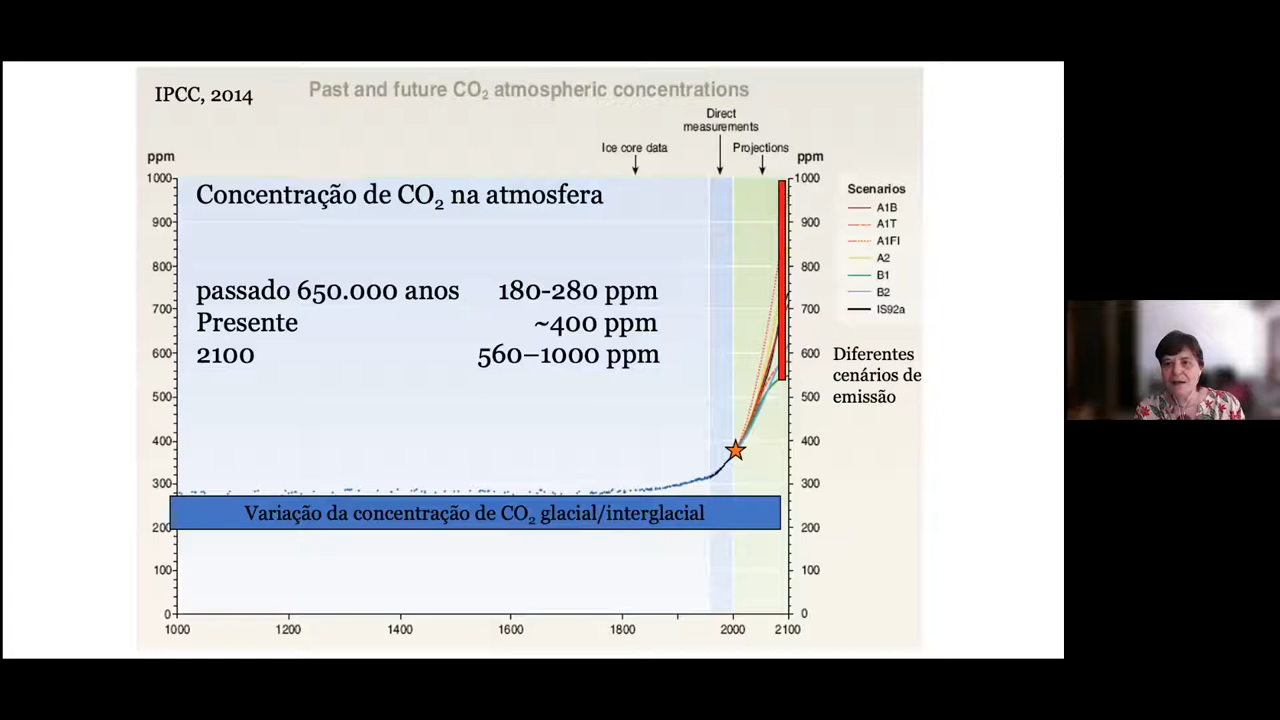 IPCC, 2014
Past and future CO₂ atmospheric concentrations
Direct
measurements
Ice core data
Projections
ppm
ppm
Concentração de CO₂ na atmosfera
passado 650.000 anos 180-280 ppm
Presente ~400 ppm
2100 560–1000 ppm
1000
900
800
700
600
500
400
300
200
100
0
1000
900
800
700
600
500
400
300
200
100
0
Scenarios
A1B
A1T
A1FI
A2
B1
B2
IS92a
Diferentes
cenários de
emissão
Variação da concentração de CO₂ glacial/interglacial
1000 1200 1400 1600 1800 2000 2100